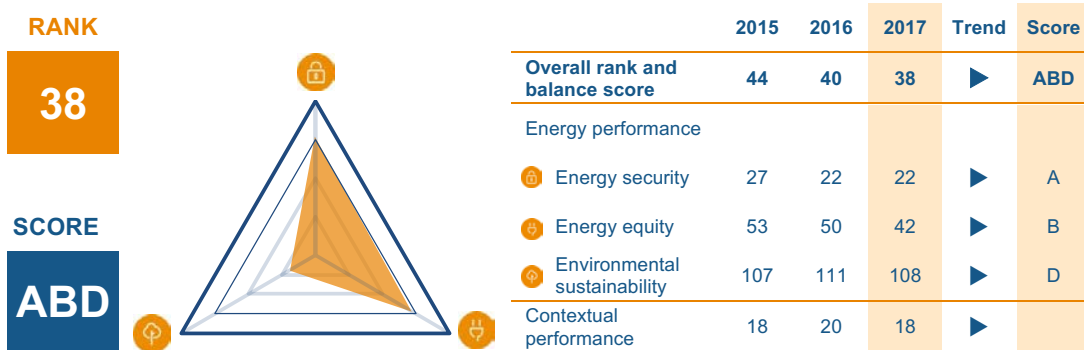 RANK
38
SCORE
ABD
2015 2016 2017 Trend Score
Overall rank and
balance score 44 40 38 ABD
Energy performance
Energy security 27 22 22 A
Energy equity 53 50 42 B
Environmental
sustainability 107 111 108 D
Contextual
performance 18 20 18